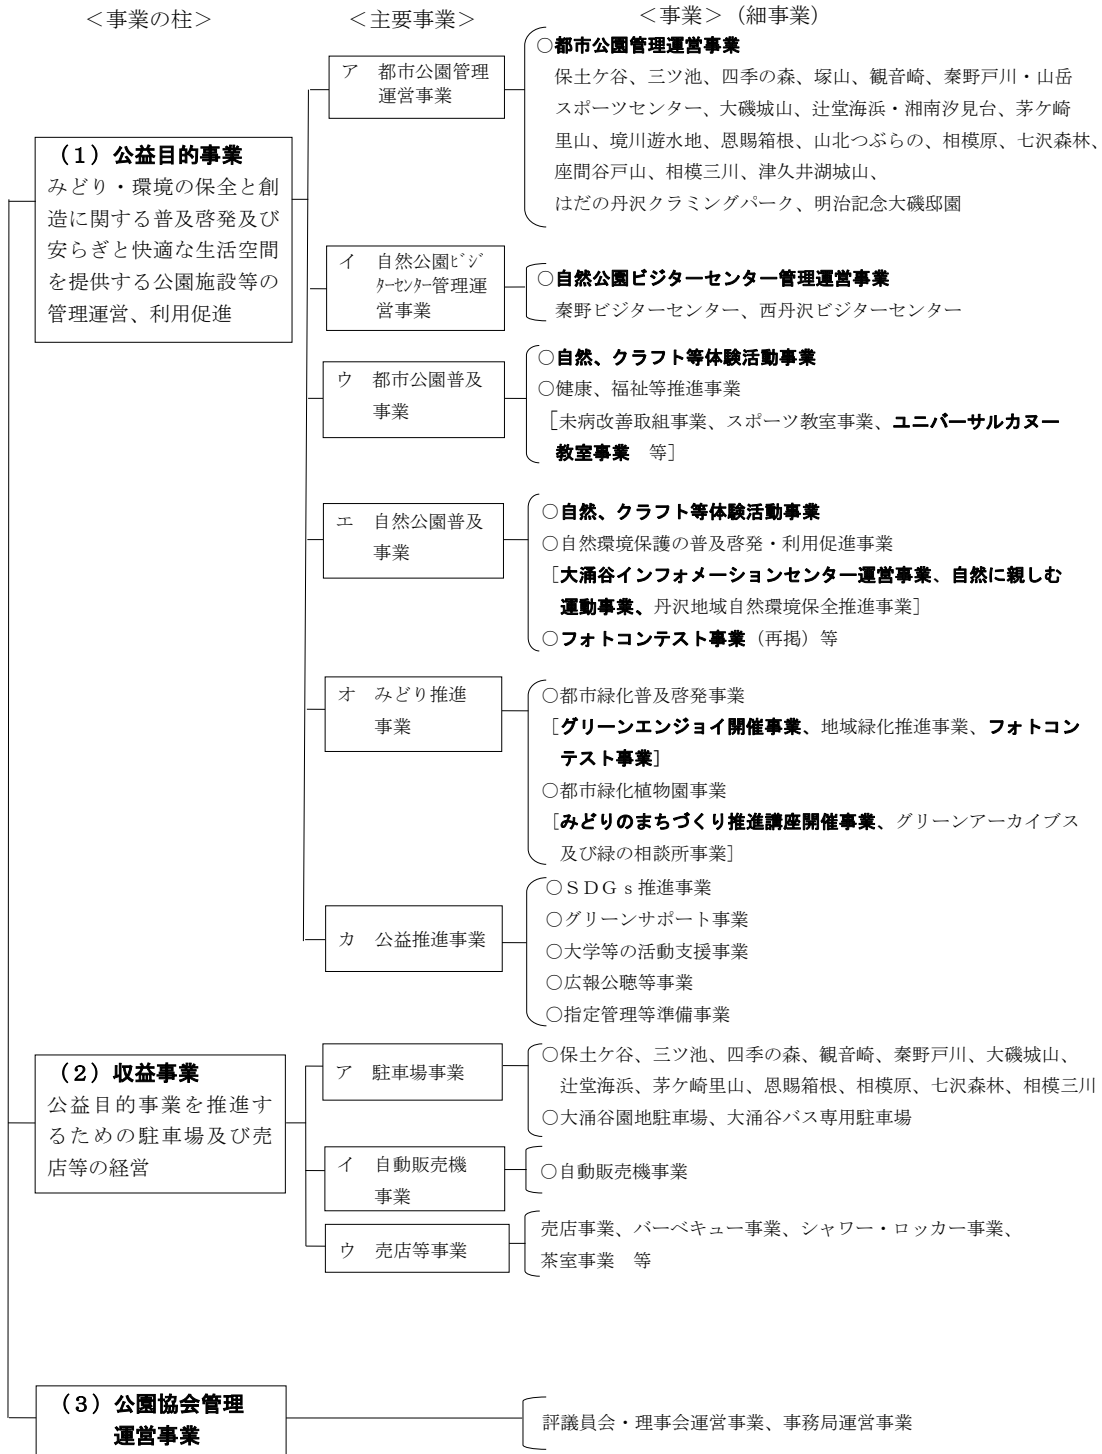 ＜事業の柱＞ ＜主要事業＞ ＜事業＞（細事業）
（１）公益目的事業
みどり・環境の保全と創
造に関する普及啓発及び
安らぎと快適な生活空間
を提供する公園施設等の
管理運営、利用促進
ア 都市公園管理
運営事業
○都市公園管理運営事業
保土ケ谷、三ツ池、四季の森、塚山、観音崎、秦野戸川・山岳
スポーツセンター、大磯城山、辻堂海浜・湘南汐見台、茅ケ崎
里山、境川遊水地、恩賜箱根、山北つぶらの、相模原、七沢森林、
座間谷戸山、相模三川、津久井湖城山、
はだの丹沢クラミングパーク、明治記念大磯邸園
イ 自然公園ﾋﾞｼﾞ
ﾀｰｾﾝﾀｰ管理運
営事業
○自然公園ビジターセンター管理運営事業
秦野ビジターセンター、西丹沢ビジターセンター
ウ 都市公園普及
事業
○自然、クラフト等体験活動事業
○健康、福祉等推進事業
［未病改善取組事業、スポーツ教室事業、ユニバーサルカヌー
教室事業 等］
エ 自然公園普及
事業
○自然、クラフト等体験活動事業
○自然環境保護の普及啓発・利用促進事業
［大涌谷インフォメーションセンター運営事業、自然に親しむ
運動事業、丹沢地域自然環境保全推進事業］
○フォトコンテスト事業（再掲）等
オ みどり推進
事業
○都市緑化普及啓発事業
［グリーンエンジョイ開催事業、地域緑化推進事業、フォトコン
テスト事業］
○都市緑化植物園事業
［みどりのまちづくり推進講座開催事業、グリーンアーカイブス
及び緑の相談所事業］
カ 公益推進事業
○ＳＤＧｓ推進事業
○グリーンサポート事業
○大学等の活動支援事業
○広報公聴等事業
○指定管理等準備事業
（２）収益事業
公益目的事業を推進す
るための駐車場及び売
店等の経営
ア 駐車場事業
○保土ケ谷、三ツ池、四季の森、観音崎、秦野戸川、大磯城山、
辻堂海浜、茅ケ崎里山、恩賜箱根、相模原、七沢森林、相模三川
○大涌谷園地駐車場、大涌谷バス専用駐車場
イ 自動販売機
事業
○自動販売機事業
ウ 売店等事業
売店事業、バーベキュー事業、シャワー・ロッカー事業、
茶室事業 等
（３）公園協会管理
運営事業
評議員会・理事会運営事業、事務局運営事業